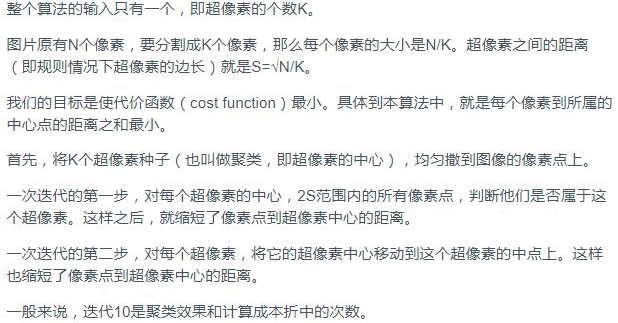 整个算法的输入只有一个，即超像素的个数K。
图片原有N个像素，要分割成K个像素，那么每个像素的大小是N/K。超像素之间的距离
（即规则情况下超像素的边长）就是S=√N/K。
我们的目标是使代价函数（cost function）最小。具体到本算法中，就是每个像素到所属的
中心点的距离之和最小。
首先，将K个超像素种子（也叫做聚类，即超像素的中心），均匀撒到图像的像素点上。
一次迭代的第一步，对每个超像素的中心，2S范围内的所有像素点，判断他们是否属于这
个超像素。这样之后，就缩短了像素点到超像素中心的距离。
一次迭代的第二步，对每个超像素，将它的超像素中心移动到这个超像素的中点上。这样
也缩短了像素点到超像素中心的距离。
一般来说，迭代10是聚类效果和计算成本折中的次数。